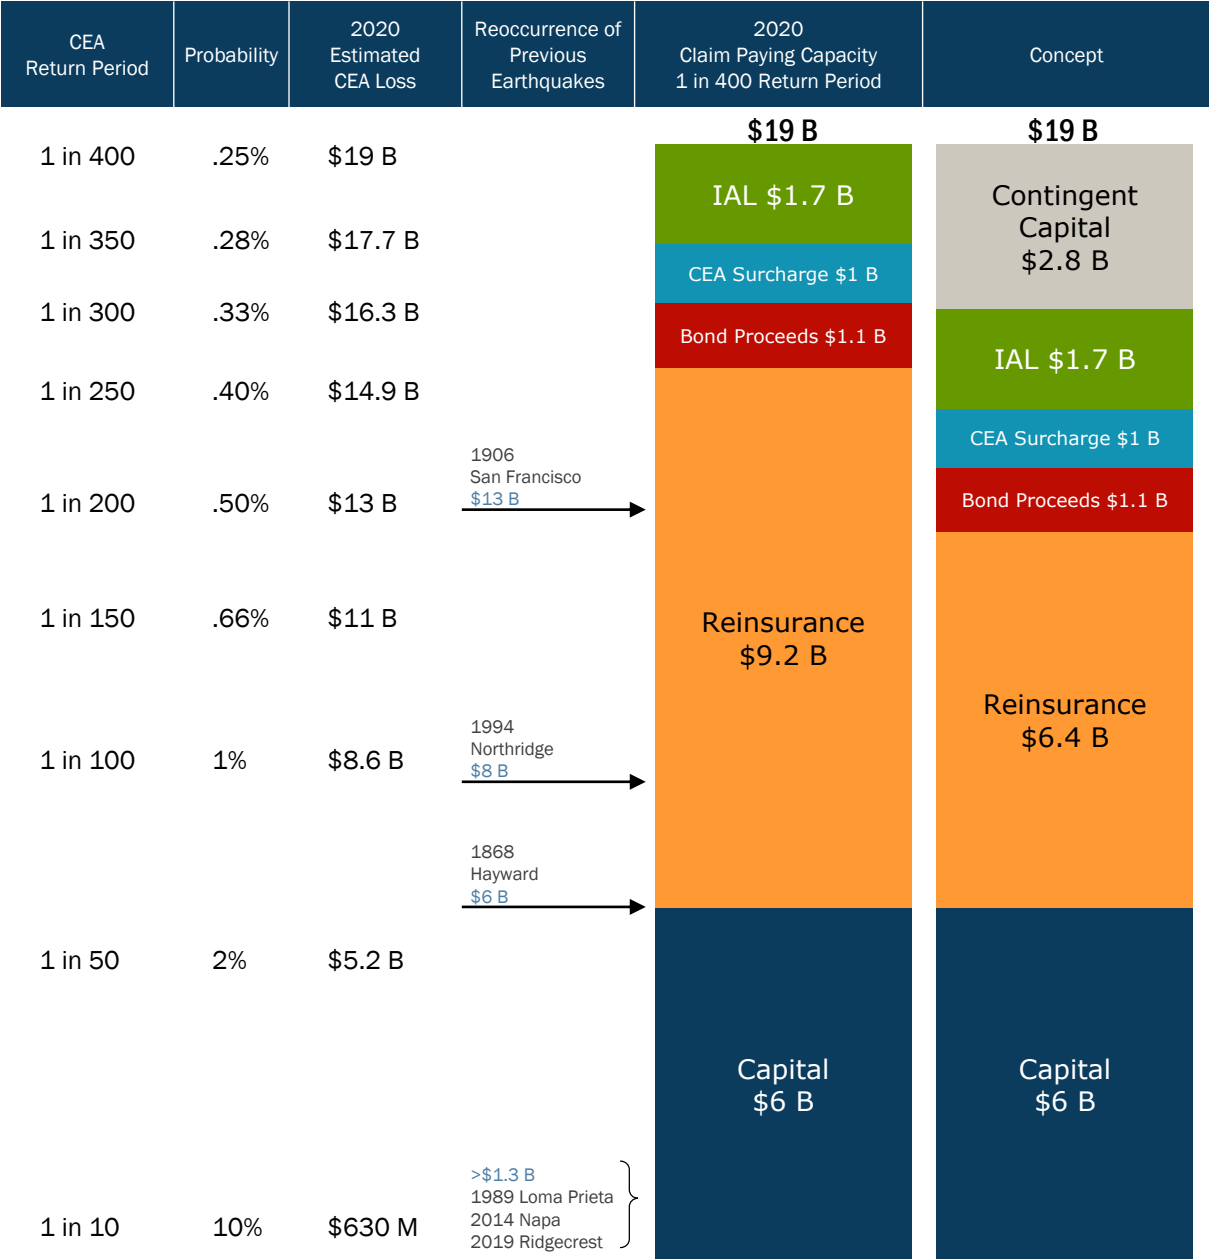 CEA
Return Period
Probability
2020
Estimated
CEA Loss
Reoccurrence of
Previous
Earthquakes
2020
Claim Paying Capacity
1 in 400 Return Period
Concept
$19 B
$19 B
1 in 400 .25% $19 B
1 in 350 .28% $17.7 B
1 in 300 .33% $16.3 B
1 in 250 .40% $14.9 B
1 in 200 .50% $13 B
1 in 150 .66% $11 B
1 in 100 1% $8.6 B
1 in 50 2% $5.2 B
1 in 10 10% $630 M
1906
San Francisco
$13 B
1994
Northridge
$8 B
1868
Hayward
$6 B
>$1.3 B
1989 Loma Prieta
2014 Napa
2019 Ridgecrest
IAL $1.7 B
CEA Surcharge $1 B
Bond Proceeds $1.1 B
Reinsurance
$9.2 B
Capital
$6 B
Contingent
Capital
$2.8 B
IAL $1.7 B
CEA Surcharge $1 B
Bond Proceeds $1.1 B
Reinsurance
$6.4 B
Capital
$6 B